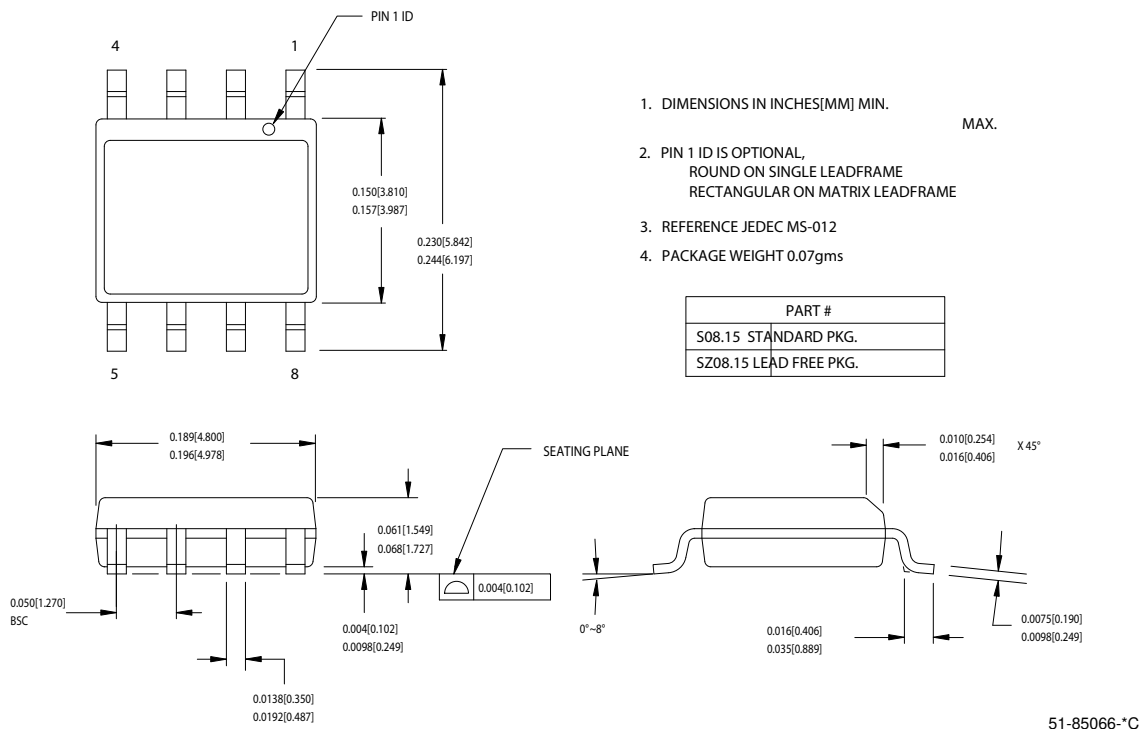 PIN 1 ID
4
1
1. DIMENSIONS IN INCHES[MM] MIN.
MAX.
2. PIN 1 ID IS OPTIONAL,
ROUND ON SINGLE LEADFRAME
RECTANGULAR ON MATRIX LEADFRAME
3. REFERENCE JEDEC MS-012
4. PACKAGE WEIGHT 0.07gms
0.150[3.810]
0.157[3.987]
0.230[5.842]
0.244[6.197]
PART #
S08.15 STANDARD PKG.
SZ08.15 LEAD FREE PKG.
5
8
0.189[4.800]
0.196[4.978]
SEATING PLANE
0.010[0.254]
0.016[0.406]
X 45°
0.061[1.549]
0.068[1.727]
0.004[0.102]
0.050[1.270]
BSC
0.004[0.102]
0.0098[0.249]
0°~8°
0.016[0.406]
0.035[0.889]
0.0075[0.190]
0.0098[0.249]
0.0138[0.350]
0.0192[0.487]
51-85066-*C